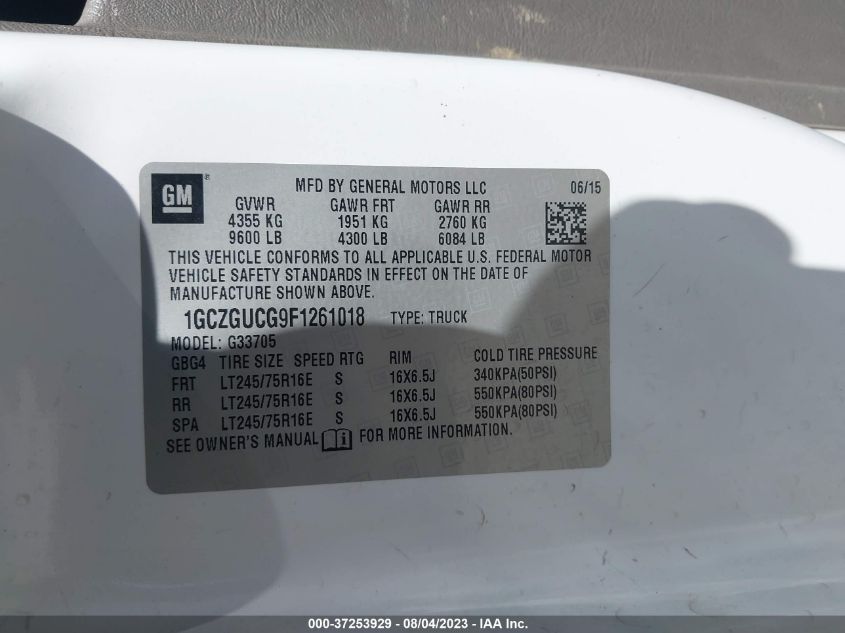 GM ®
MFD BY GENERAL MOTORS LLC 06/15
GVWR GAWR FRT GAWR RR
4355 KG 1951 KG 2760 KG
9600 LB 4300 LB 6084 LB
THIS VEHICLE CONFORMS TO ALL APPLICABLE U.S. FEDERAL MOTOR
VEHICLE SAFETY STANDARDS IN EFFECT ON THE DATE OF
MANUFACTURE SHOWN ABOVE.
1GCZGUCG9F1261018 TYPE: TRUCK
MODEL: G33705
GBG4 TIRE SIZE SPEED RTG RIM COLD TIRE PRESSURE
FRT LT245/75R16E S 16X6.5J 340KPA(50PSI)
RR LT245/75R16E S 16X6.5J 550KPA(80PSI)
SPA LT245/75R16E S 16X6.5J 550KPA(80PSI)
SEE OWNER'S MANUAL FOR MORE INFORMATION.
000-37253929 - 08/04/2023 - IAA Inc.